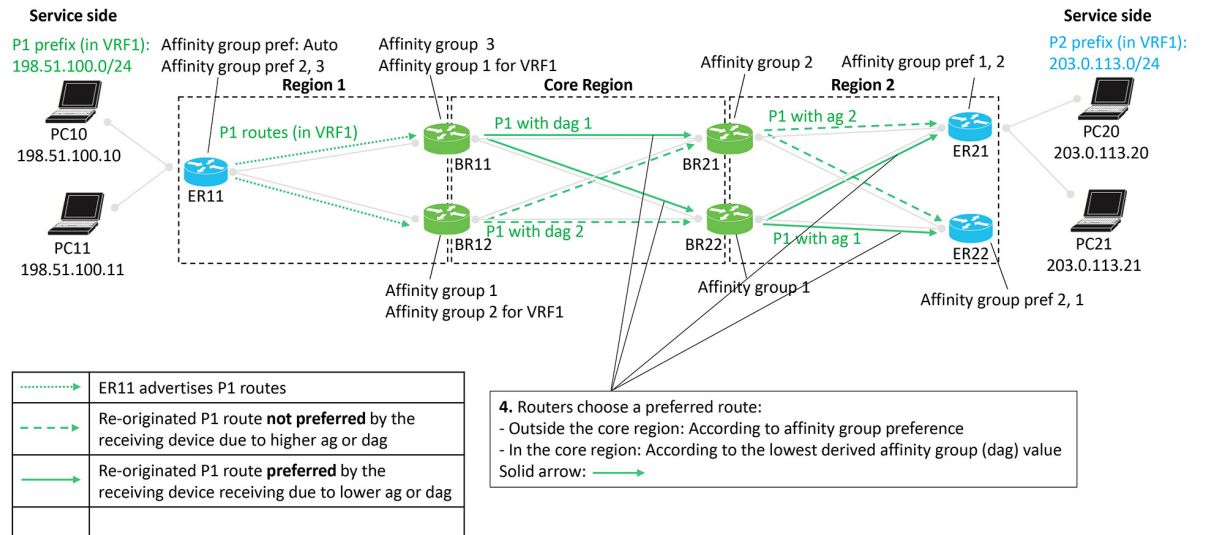 Service side
P1 prefix (in VRF1):
198.51.100.0/24
PC10
198.51.100.10
PC11
198.51.100.11
Affinity group pref: Auto
Affinity group pref 2, 3
Region 1
P1 routes (in VRF1)
ER11
Affinity group  3
Affinity group 1 for VRF1
BR11
BR12
Affinity group 1
Affinity group 2 for VRF1
Core Region
P1 with dag 1
P1 with dag 2
Affinity group 2
BR21
BR22
Affinity group 1
Region 2
P1 with ag 2
P1 with ag 1
Affinity group pref 1, 2
ER21
ER22
Affinity group pref 2, 1
Service side
P2 prefix (in VRF1):
203.0.113.0/24
PC20
203.0.113.20
PC21
203.0.113.21
ER11 advertises P1 routes
Re-originated P1 route not preferred by the
receiving device due to higher ag or dag
Re-originated P1 route preferred by the
receiving device receiving due to lower ag or dag
4. Routers choose a preferred route:
- Outside the core region: According to affinity group preference
- In the core region: According to the lowest derived affinity group (dag) value
Solid arrow: